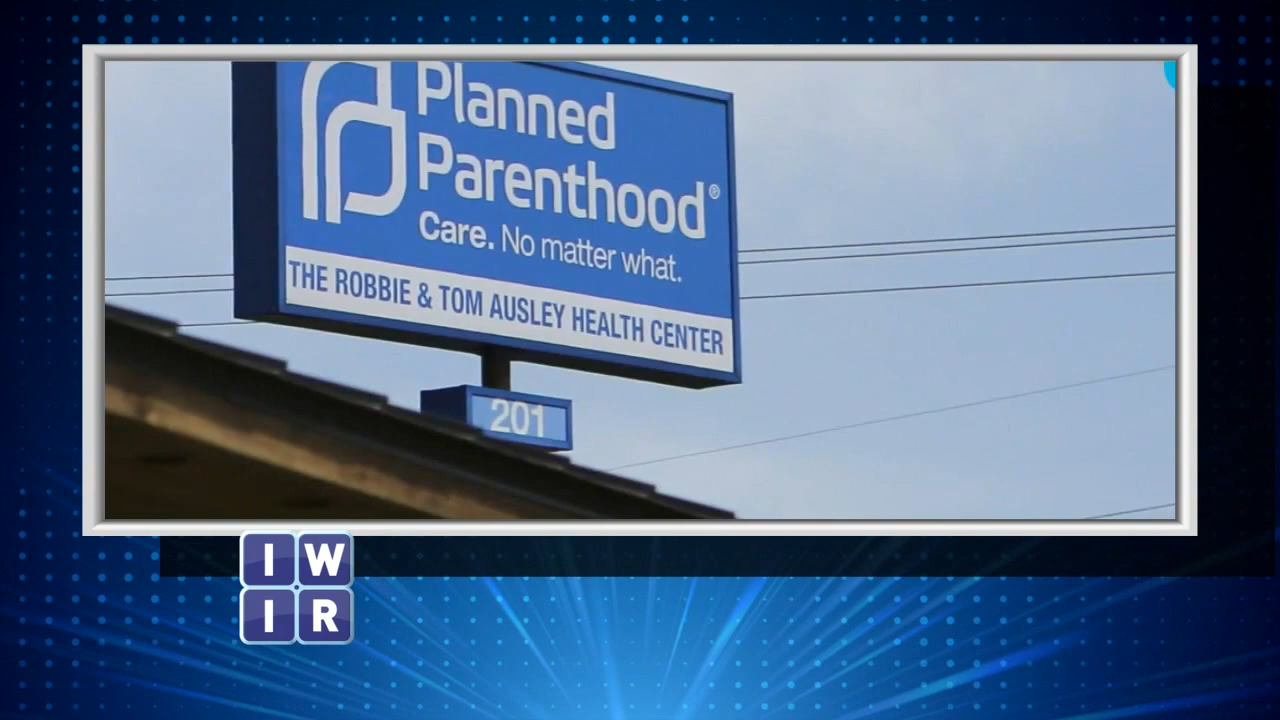 Planned
Parenthood®
Care. No matter what.
THE ROBBIE & TOM AUSLEY HEALTH CENTER
201
I W
I R